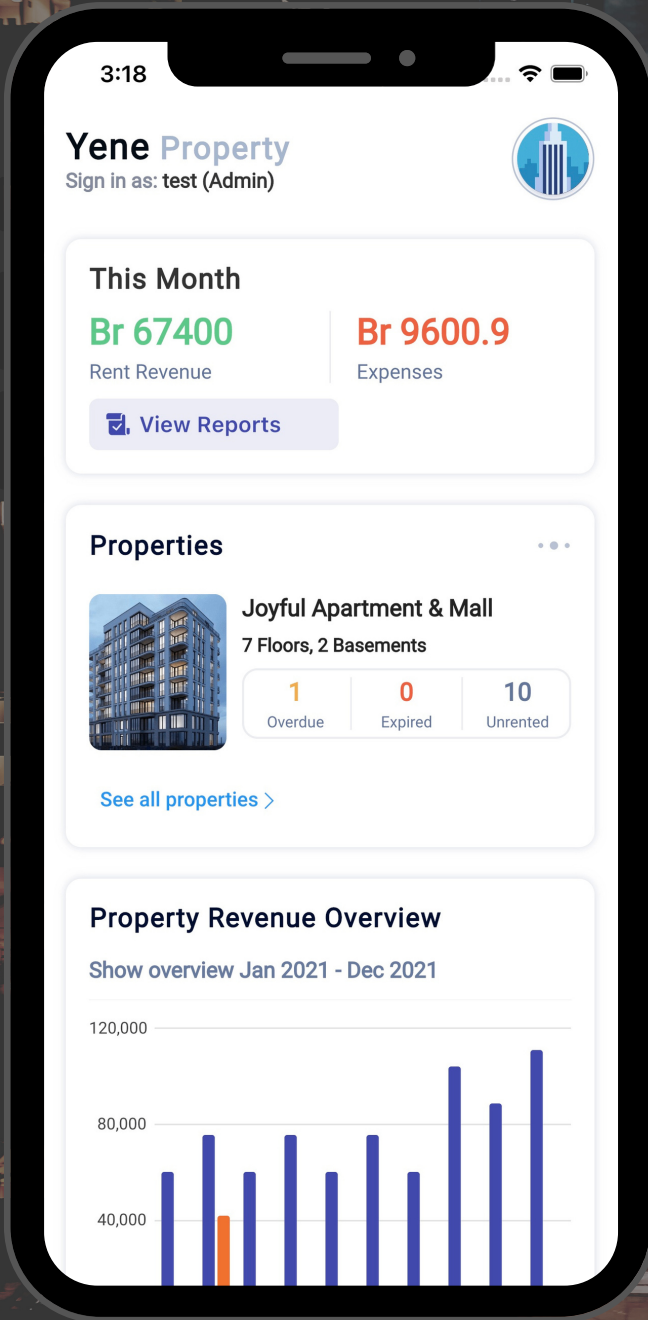 3:18
Yene Property
Sign in as: test (Admin)
This Month
Br 67400
Br 9600.9
Rent Revenue
Expenses
View Reports
Properties
Joyful Apartment & Mall
7 Floors, 2 Basements
1
0
10
Overdue
Expired
Unrented
See all properties
Property Revenue Overview
Show overview Jan 2021 - Dec 2021
120,000
80,000
40,000